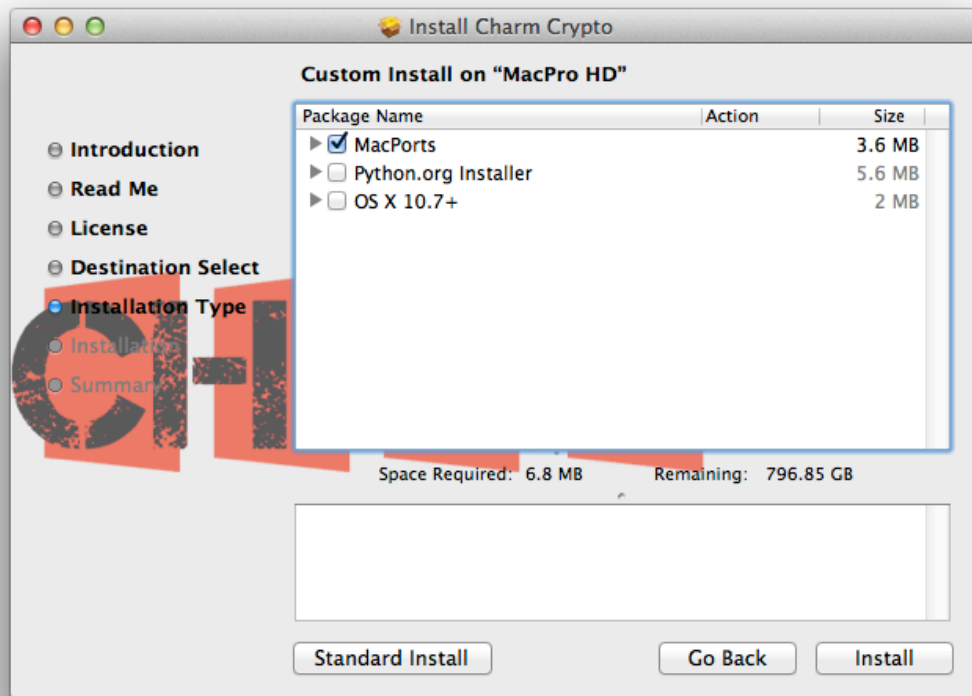 Install Charm Crypto
Custom Install on “MacPro HD”
Introduction
Read Me
License
Destination Select
Installation Type
Installation
Summary
Package Name Action Size
MacPorts 3.6 MB
Python.org Installer 5.6 MB
OS X 10.7+ 2 MB
Space Required: 6.8 MB Remaining: 796.85 GB
Standard Install Go Back Install